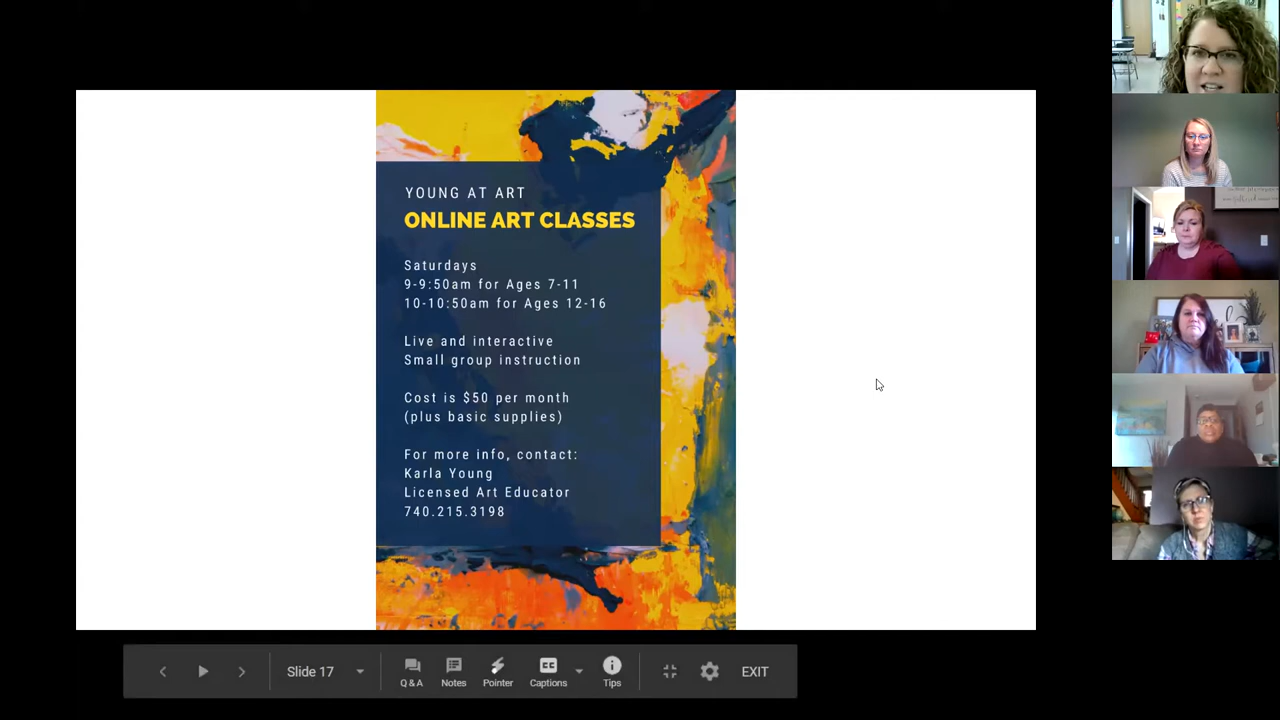 YOUNG AT ART
ONLINE ART CLASSES
Saturdays
9-9:50am for Ages 7-11
10-10:50am for Ages 12-16
Live and interactive
Small group instruction
Cost is $50 per month
(plus basic supplies)
For more info, contact:
Karla Young
Licensed Art Educator
740.215.3198
Slide 17
Q & A
Notes
Pointer
CC
Captions
Tips
EXIT